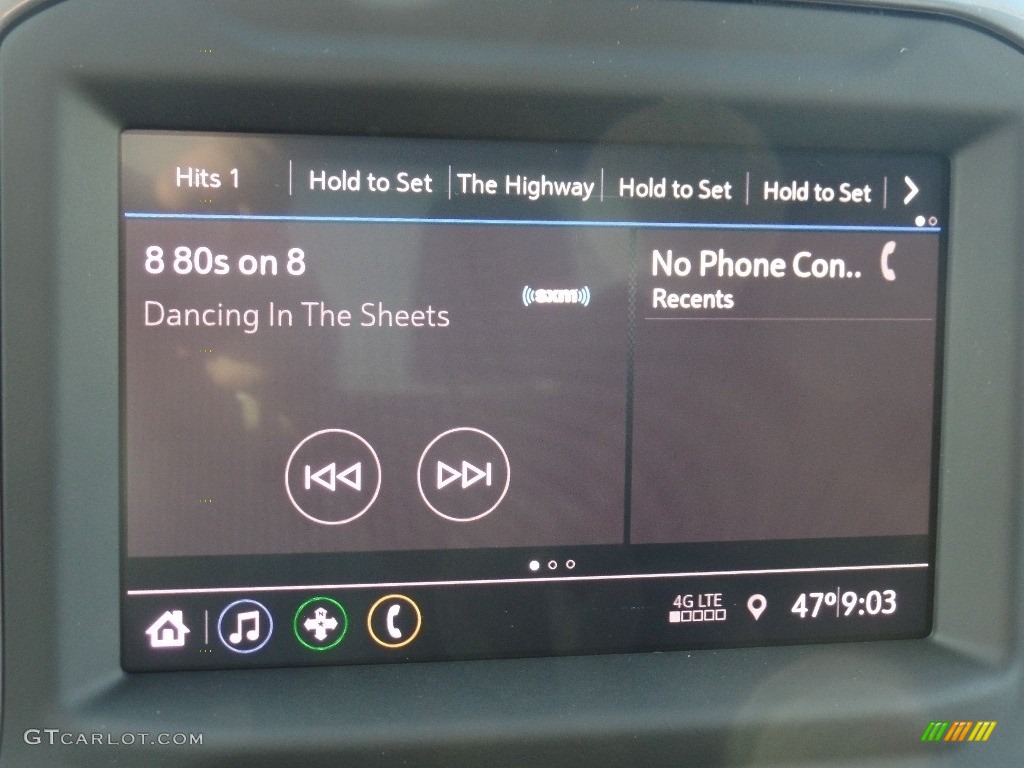 Hits 1 Hold to Set The Highway Hold to Set Hold to Set
8 80s on 8
Dancing In The Sheets
sxm
No Phone Con..
Recents
N
4G LTE
47° 9:03
GTCARLOT.COM